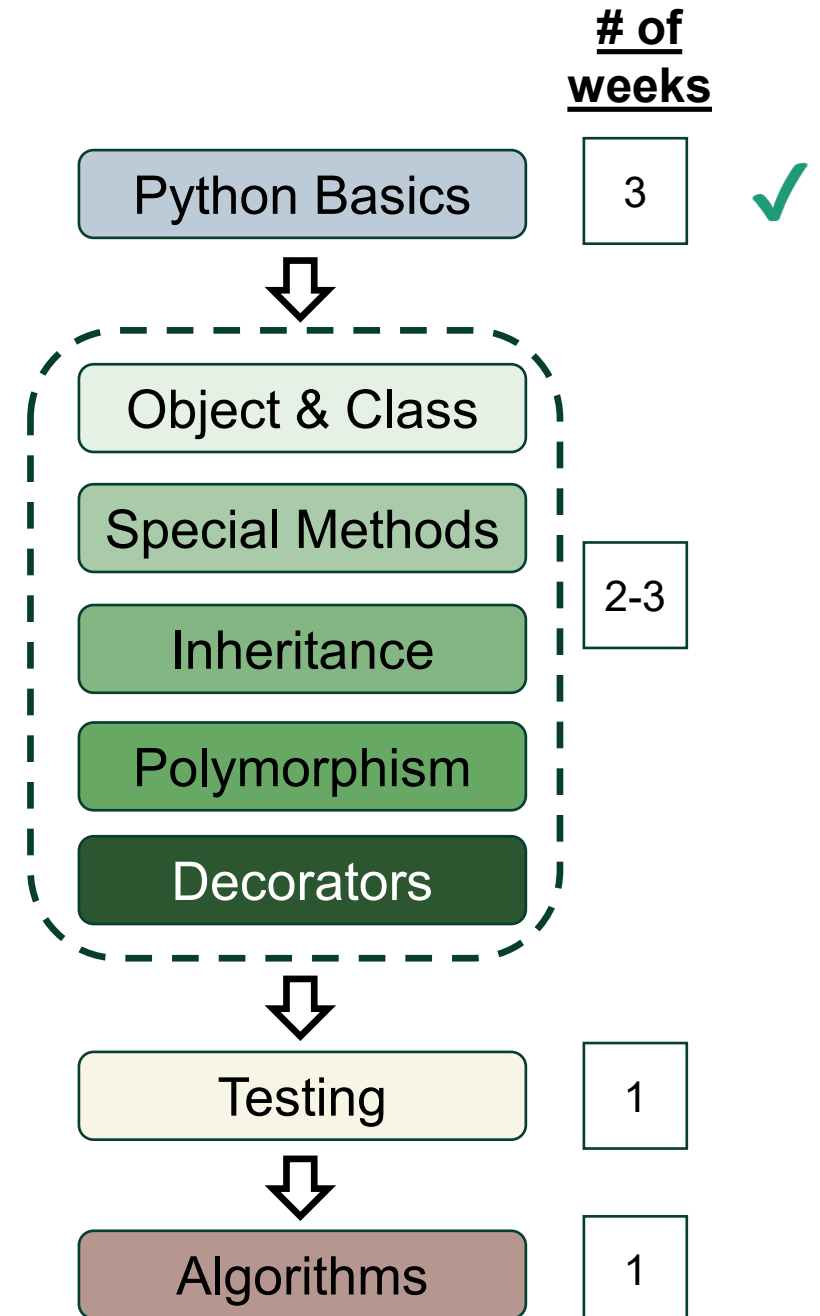 # of
weeks
Python Basics
3
Object & Class
Special Methods
2-3
Inheritance
Polymorphism
Decorators
Testing
1
Algorithms
1